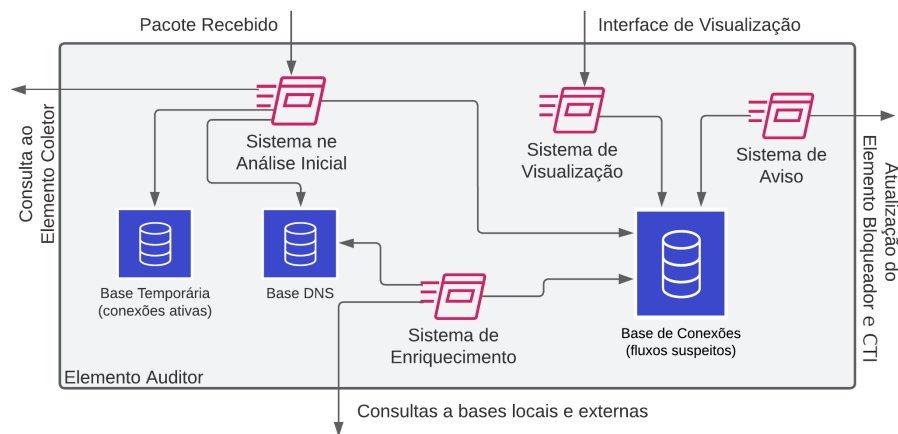 Pacote Recebido
Interface de Visualização
Consulta ao
Elemento Coletor
Sistema ne
Análise Inicial
Sistema de
Visualização
Sistema de
Aviso
Atualização do
Elemento Bloqueador e CTI
Base Temporária
(conexões ativas)
Base DNS
Sistema de
Enriquecimento
Base de Conexões
(fluxos suspeitos)
Elemento Auditor
Consultas a bases locais e externas